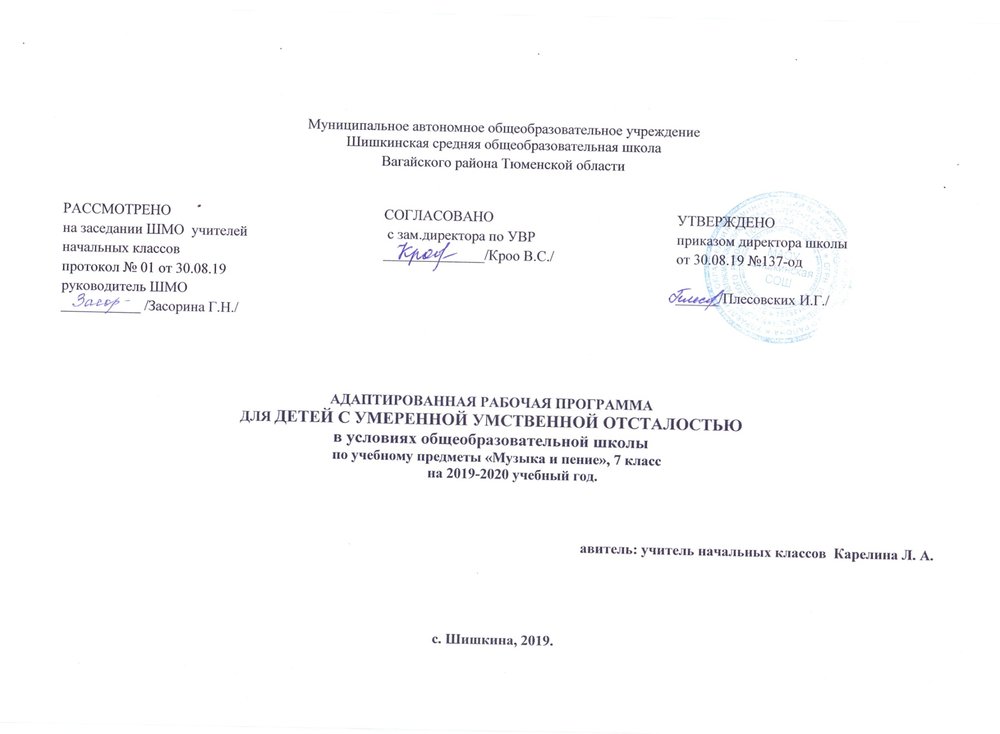 Муниципальное автономное общеобразовательное учреждение
Шишкинская средняя общеобразовательная школа
Вагайского района Тюменской области
РАССМОТРЕНО
на заседании ШМО учителей
начальных классов
протокол № 01 от 30.08.19
руководитель ШМО
Засор /Засорина Г.Н./
СОГЛАСОВАНО
с зам.директора по УВР
/Кроо В.С./
УТВЕРЖДЕНО
приказом директора школы
от 30.08.19 №137-од
/Плесовских И.Г./
МАОУ
Шишкинская
СОШ
АДАПТИРОВАННАЯ РАБОЧАЯ ПРОГРАММА
ДЛЯ ДЕТЕЙ С УМЕРЕННОЙ УМСТВЕННОЙ ОТСТАЛОСТЬЮ
в условиях общеобразовательной школы
по учебному предметы «Музыка и пение», 7 класс
на 2019-2020 учебный год.
авитель: учитель начальных классов Карелина Л. А.
с. Шишкина, 2019.